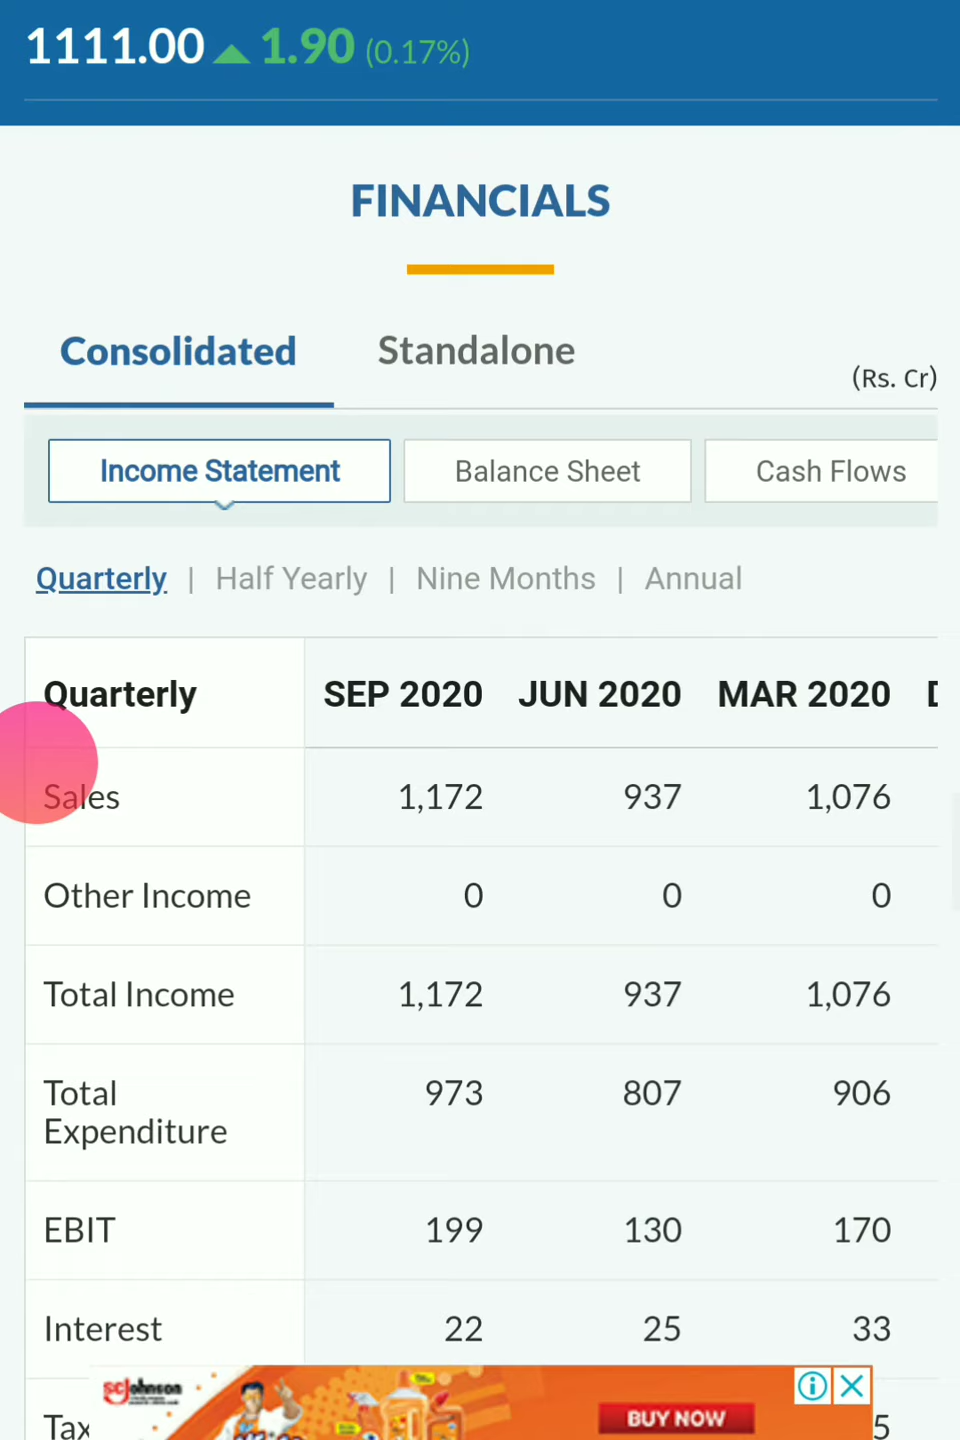 1111.00 ▲ 1.90 (0.17%)
FINANCIALS
Consolidated Standalone
(Rs. Cr)
Income Statement Balance Sheet Cash Flows
Quarterly | Half Yearly | Nine Months | Annual
Quarterly SEP 2020 JUN 2020 MAR 2020
Sales 1,172 937 1,076
Other Income 0 0 0
Total Income 1,172 937 1,076
Total
Expenditure 973 807 906
EBIT 199 130 170
Interest 22 25 33
scjohnson
BUY NOW
Tax 5